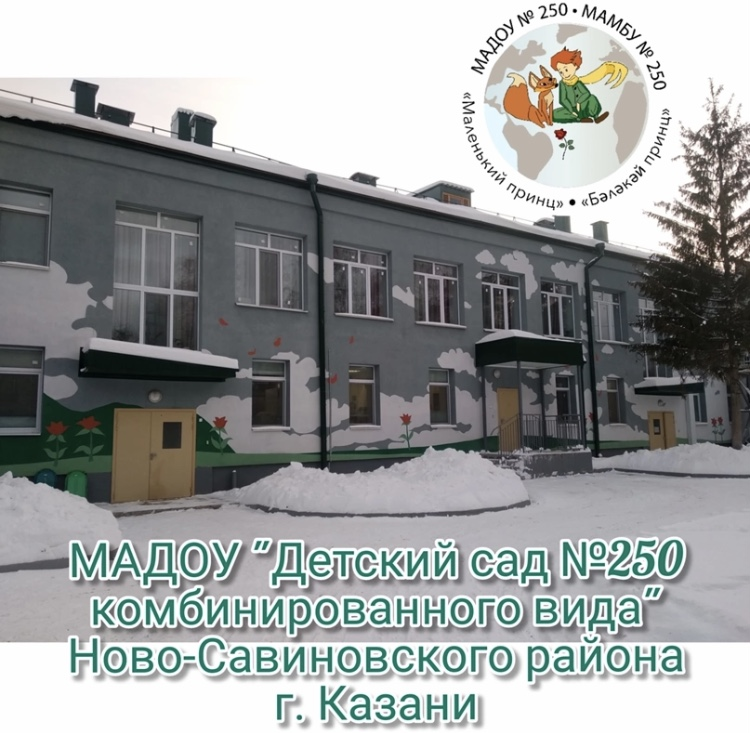 МАДОУ № 250 • МАМБУ № 250
«Маленький принц» • «Бәләкәй принц»
МАДОУ "Детский сад №250
комбинированного вида"
Ново-Савиновского района
г. Казани